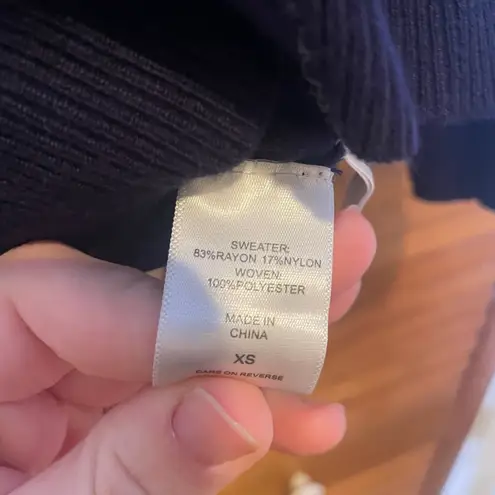 SWEATER:
83%RAYON 17%NYLON
WOVEN:
100%POLYESTER
MADE IN
CHINA
XS
CARE ON REVERSE